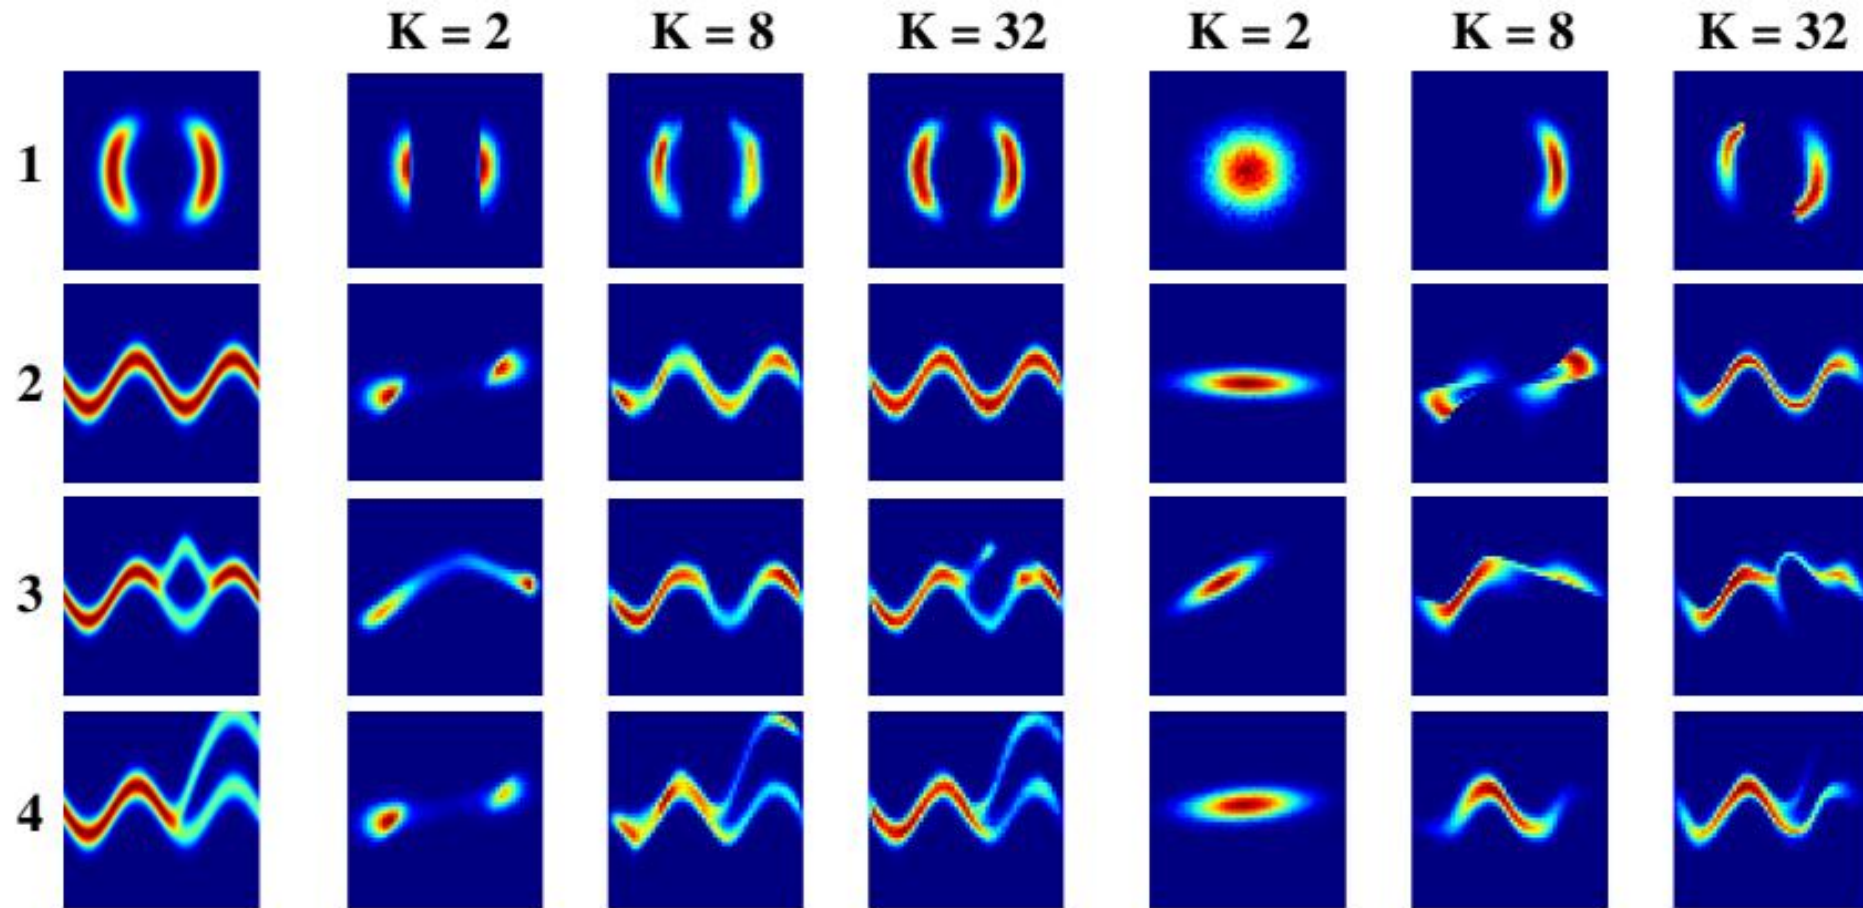 K = 2 K = 8 K = 32 K = 2 K = 8 K = 32
1
2
3
4